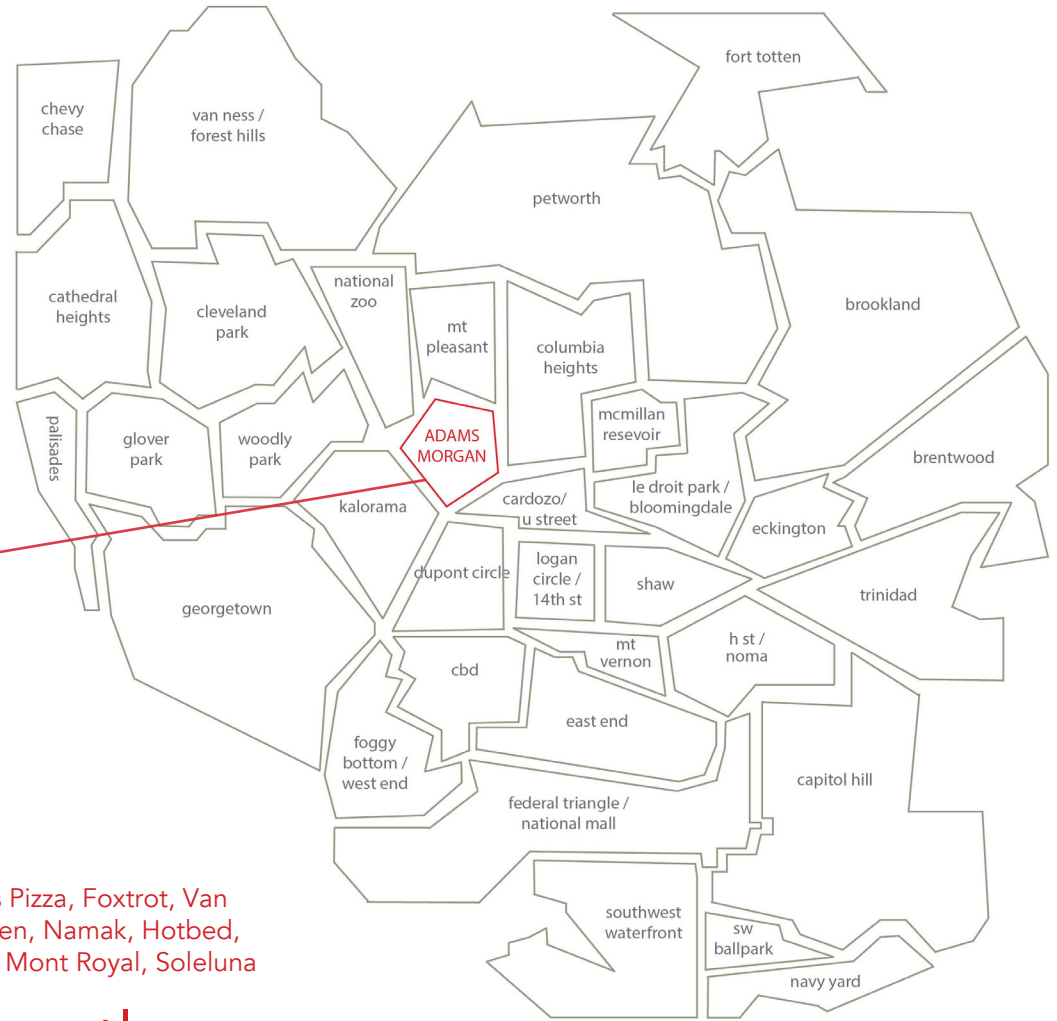 fort totten
chevy
chase
van ness /
forest hills
petworth
national
zoo
cathedral
heights
cleveland
park
mt
pleasant
columbia
heights
brookland
palisades
glover
park
woodly
park
ADAMS
MORGAN
mcmillan
resevoir
brentwood
kalorama
cardozo/
u street
le droit park /
bloomingdale
eckington
georgetown
dupont circle
logan
circle /
14th st
shaw
trinidad
cbd
mt
vernon
h st /
noma
east end
foggy
bottom /
west end
federal triangle /
national mall
capitol hill
southwest
waterfront
sw
ballpark
navy yard
Pizza, Foxtrot, Van
en, Namak, Hotbed,
Mont Royal, Soleluna